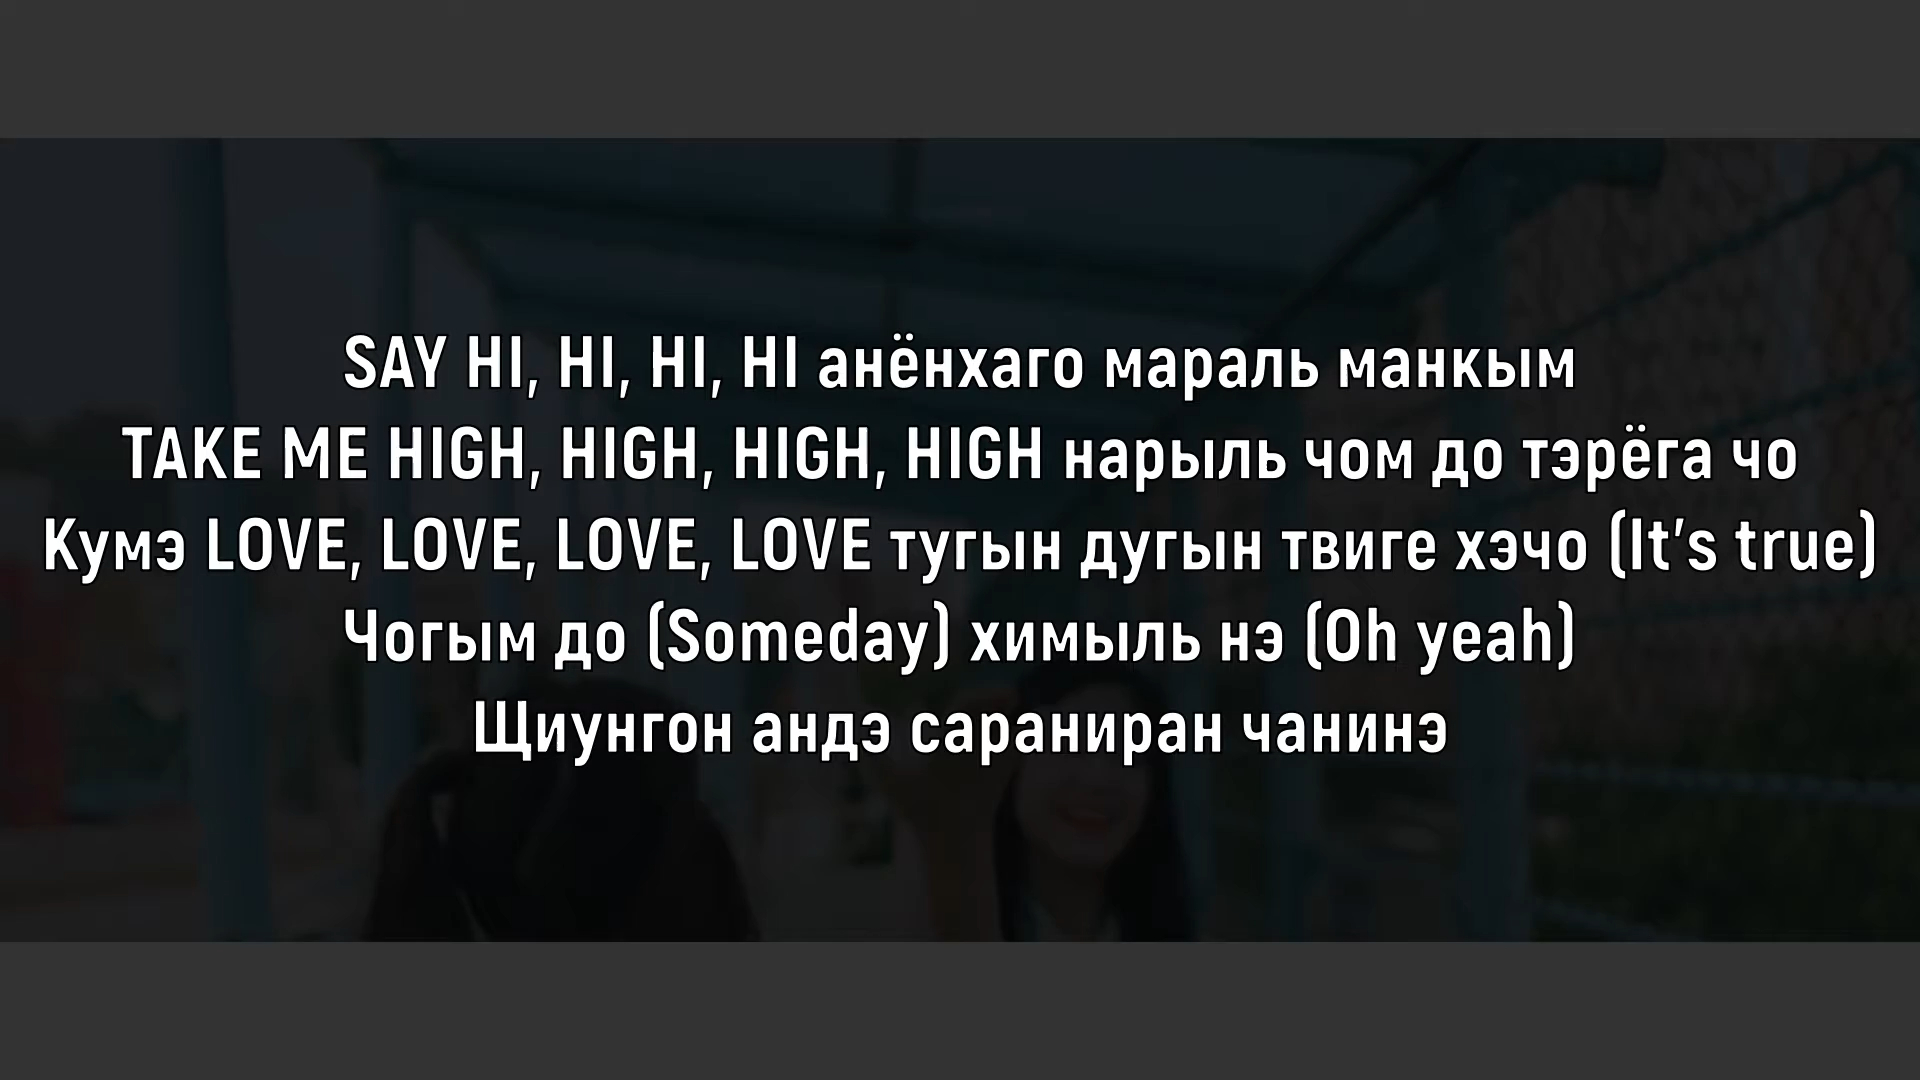 SAY HI, HI, HI, HI анёнхаго мараль манкым
TAKE ME HIGH, HIGH, HIGH, HIGH нарыль чом до тэрёга чо
Кумэ LOVE, LOVE, LOVE, LOVE тугын дугын твиге хэчо (It's true)
Чогым до (Someday) химыль нэ (Oh yeah)
Щиунгон андэ сараниран чанинэ